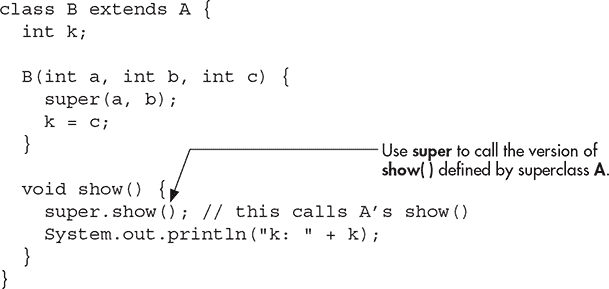 class B extends A {
  int k;

  B(int a, int b, int c) {
    super(a, b);
    k = c;
  }

  void show() {
    super.show(); // this calls A's show()
    System.out.println("k: " + k);
  }
}
Use super to call the version of
show( ) defined by superclass A.